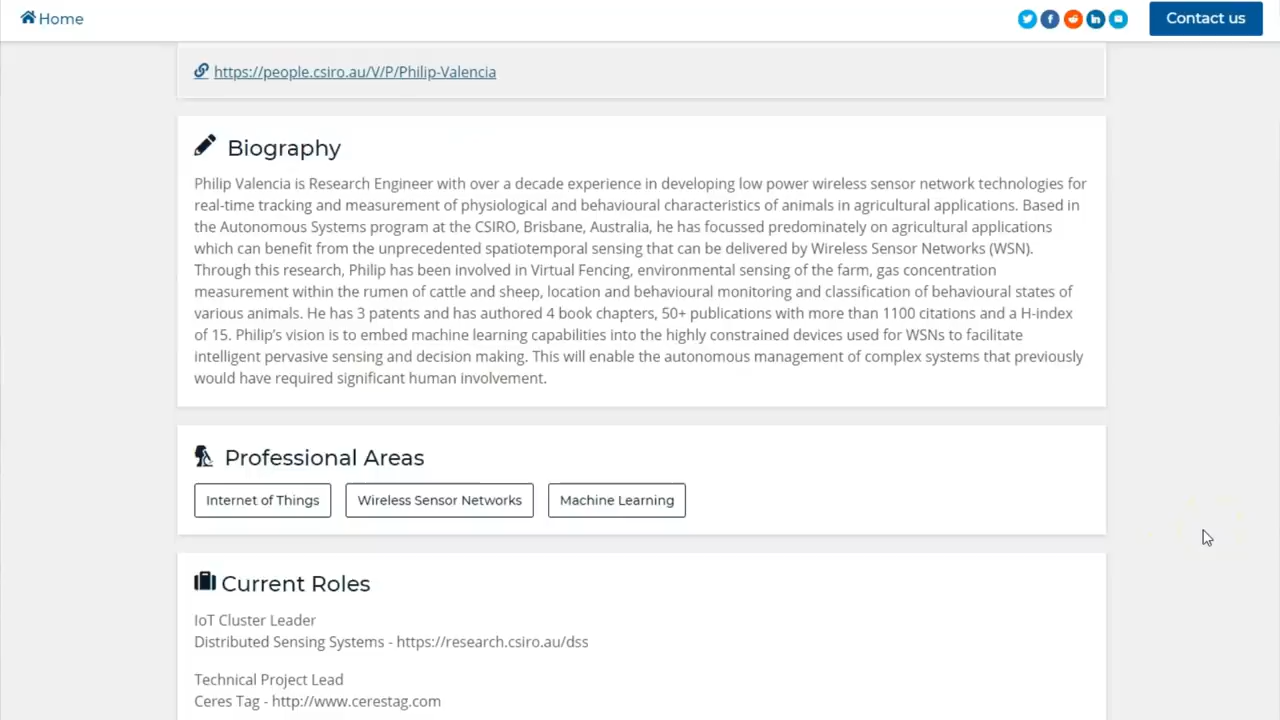 Home
Contact us
https://people.csiro.au/V/P/Philip-Valencia
Biography
Philip Valencia is Research Engineer with over a decade experience in developing low power wireless sensor network technologies for
real-time tracking and measurement of physiological and behavioural characteristics of animals in agricultural applications. Based in
the Autonomous Systems program at the CSIRO, Brisbane, Australia, he has focussed predominately on agricultural applications
which can benefit from the unprecedented spatiotemporal sensing that can be delivered by Wireless Sensor Networks (WSN).
Through this research, Philip has been involved in Virtual Fencing, environmental sensing of the farm, gas concentration
measurement within the rumen of cattle and sheep, location and behavioural monitoring and classification of behavioural states of
various animals. He has 3 patents and has authored 4 book chapters, 50+ publications with more than 1100 citations and a H-index
of 15. Philip’s vision is to embed machine learning capabilities into the highly constrained devices used for WSNs to facilitate
intelligent pervasive sensing and decision making. This will enable the autonomous management of complex systems that previously
would have required significant human involvement.
Professional Areas
Internet of Things
Wireless Sensor Networks
Machine Learning
Current Roles
IoT Cluster Leader
Distributed Sensing Systems - https://research.csiro.au/dss
Technical Project Lead
Ceres Tag - http://www.cerestag.com